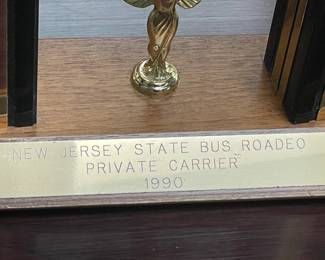 NEW JERSEY STATE BUS ROADEO
PRIVATE CARRIER
1990